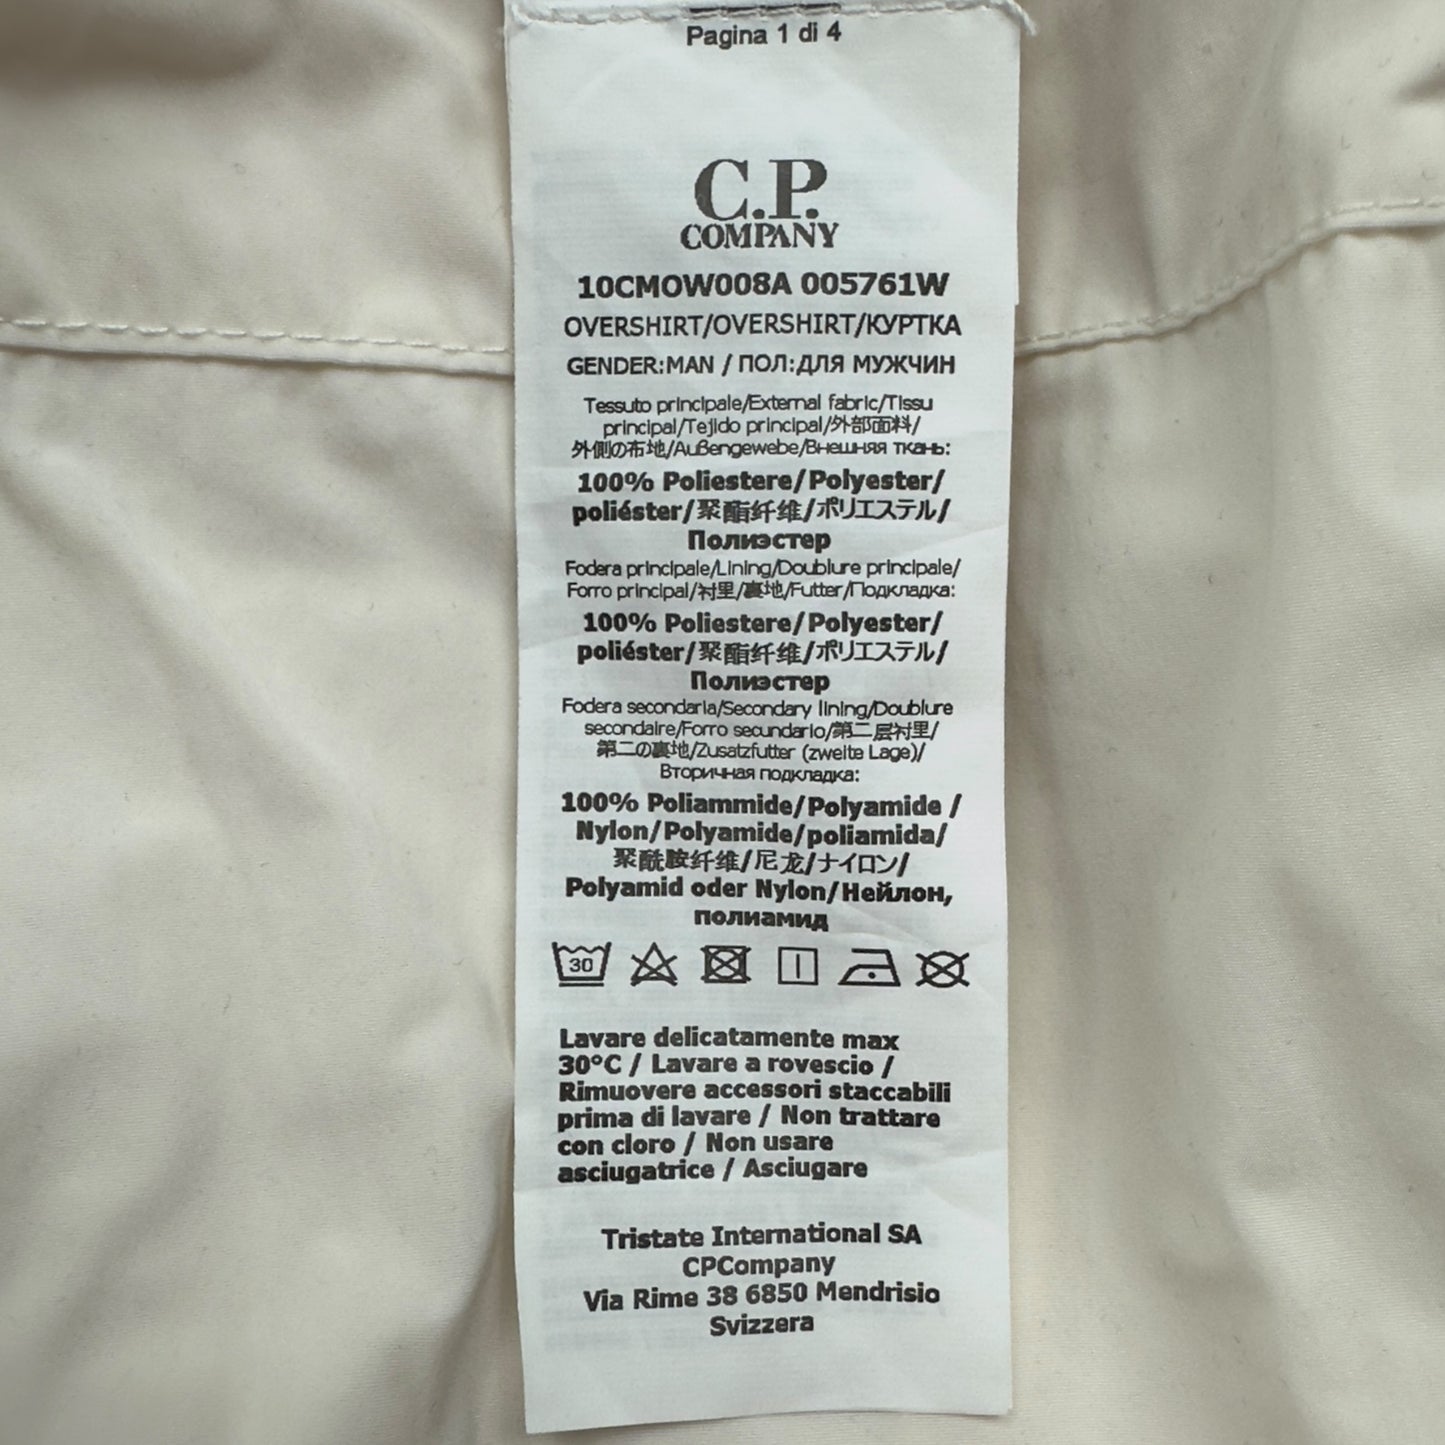 Pagina 1 di 4
C.P.
COMPANY
10CMOW008A 005761W
OVERSHIRT/OVERSHIRT/КУРТКА
GENDER:MAN / ПОЛ:ДЛЯ МУЖЧИН
Tessuto principale/External fabric/Tissu
principal/Tejido principal/外部面料/
外側の布地/Außengewebe/Внешняя ткань:
100% Poliestere/Polyester/
poliéster/聚酯纤维/ポリエステル/
Полиэстер
Fodera principale/Lining/Doublure principale/
Forro principal/衬里/裏地/Futter/Подкладка:
100% Poliestere/Polyester/
poliéster/聚酯纤维/ポリエステル/
Полиэстер
Fodera secondaria/Secondary lining/Doublure
secondaire/Forro secundario/第二层衬里/
第二の裏地/Zusatzfutter (zweite Lage)/
Вторичная подкладка:
100% Poliammide/Polyamide /
Nylon/Polyamide/poliamida/
聚酰胺纤维/尼龙/ナイロン/
Polyamid oder Nylon/Нейлон,
полиамид
30
Lavare delicatamente max
30°C / Lavare a rovescio /
Rimuovere accessori staccabili
prima di lavare / Non trattare
con cloro / Non usare
asciugatrice / Asciugare
Tristate International SA
CPCompany
Via Rime 38 6850 Mendrisio
Svizzera